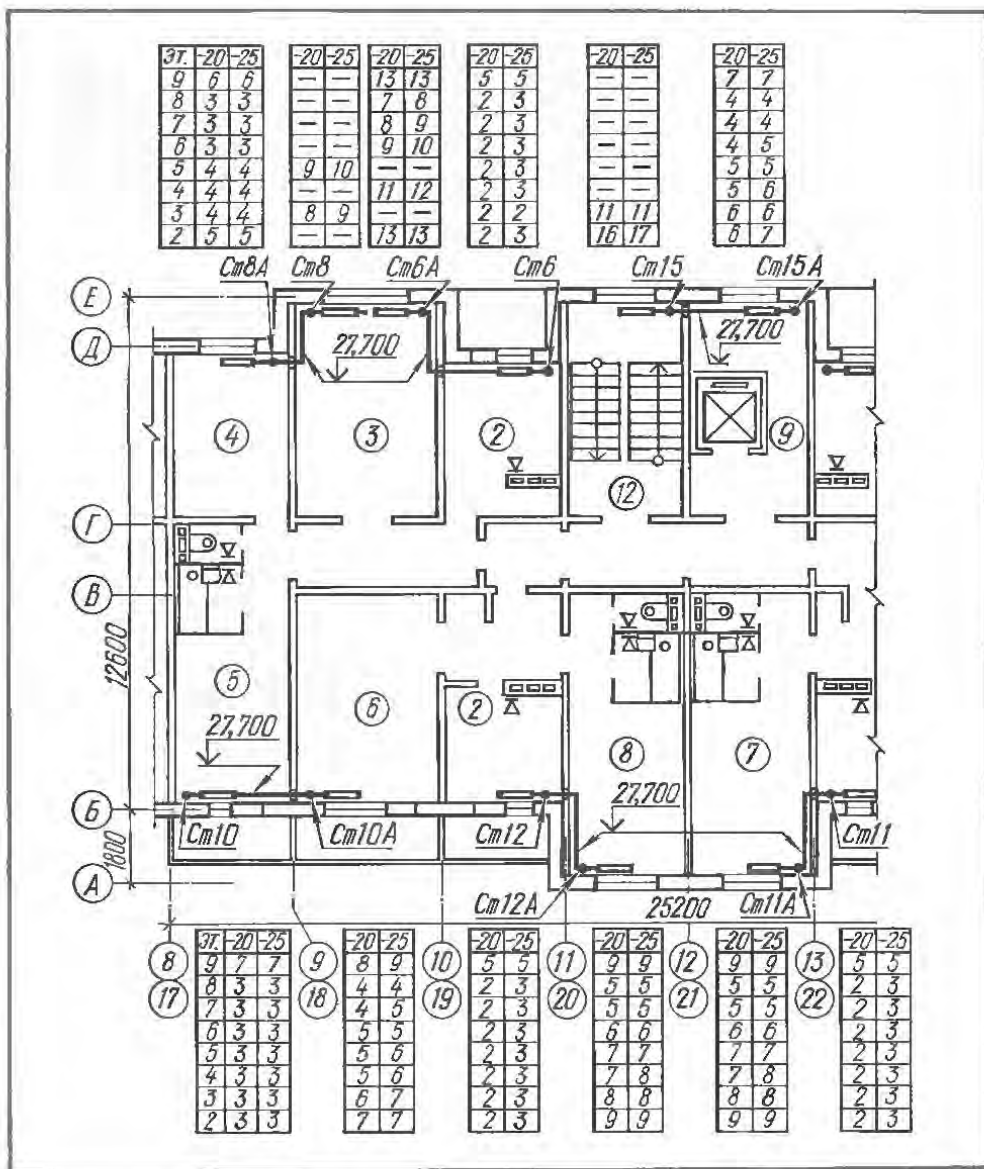 ЭТ. -20 -25 -20 -25 -20 -25 -20 -25 -20 -25 -20 -25
9 6 6 — — 13 13 5 5 — — 7 7
8 3 3 — — 7 8 2 3 — — 4 4
7 3 3 — — 8 9 2 3 — — 4 4
6 3 3 — — 9 10 2 3 — — 4 5
5 4 4 9 10 — — 2 3 — — 5 5
4 4 4 — — 11 12 2 3 — — 5 6
3 4 4 8 9 — — 2 2 11 11 6 6
2 5 5 — — 13 13 2 3 16 17 6 7
Ст8А Ст8 Ст6А Ст6 Ст15 Ст15А
Е
Д
27,700 27,700
4 3 2 9
12
Г
В
12600
5 6 2 8 7
27,700
27,700
Б
Ст10 Ст10А Ст12 Ст11
1800
А
Ст12А 25200 Ст11А
8 9 10 11 12 13
17 18 19 20 21 22
ЭТ. -20 -25 -20 -25 -20 -25 -20 -25 -20 -25 -20 -25
9 7 7 8 9 5 5 9 9 9 9 5 5
8 3 3 4 4 2 3 5 5 5 5 2 3
7 3 3 4 5 2 3 5 5 5 5 2 3
6 3 3 5 5 2 3 6 6 6 6 2 3
5 3 3 5 6 2 3 7 7 7 7 2 3
4 3 3 5 6 2 3 7 8 7 8 2 3
3 3 3 6 7 2 3 8 8 8 8 2 3
2 3 3 7 7 2 3 9 9 9 9 2 3